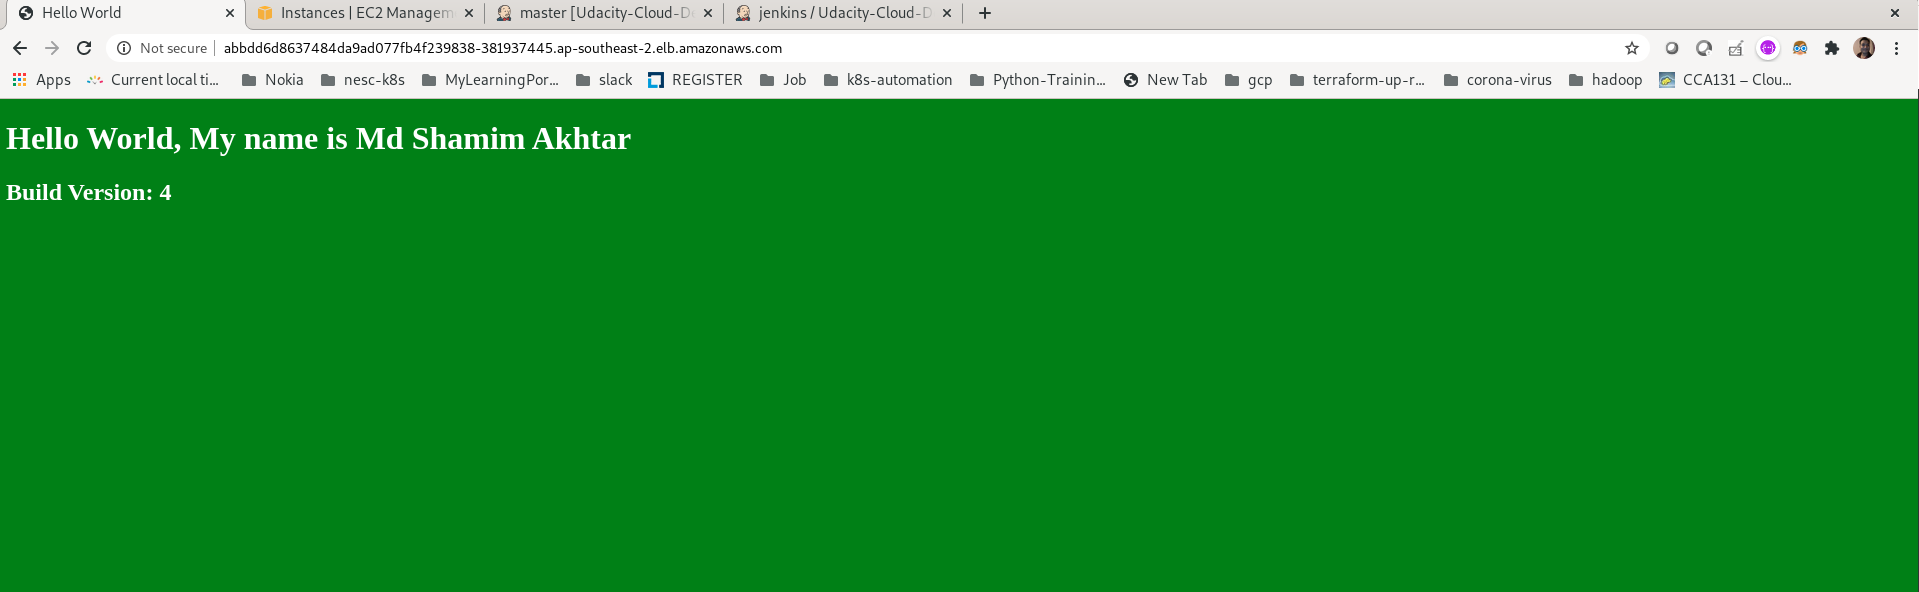 Hello World
Instances | EC2 Managem
master [Udacity-Cloud-De
jenkins / Udacity-Cloud-D
Not secure
abbdd6d8637484da9ad077fb4f239838-381937445.ap-southeast-2.elb.amazonaws.com
Apps
Current local ti...
Nokia
nesc-k8s
MyLearningPor...
slack
REGISTER
Job
k8s-automation
Python-Trainin...
New Tab
gcp
terraform-up-r...
corona-virus
hadoop
CCA131 – Clou...
Hello World, My name is Md Shamim Akhtar
Build Version: 4